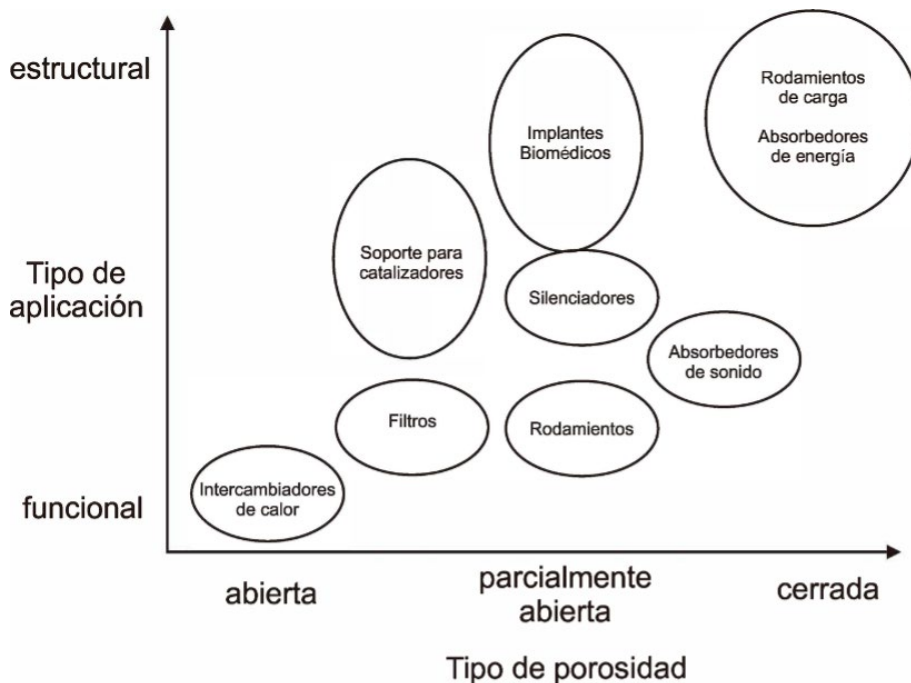 estructural
Rodamientos
de carga
Absorbedores
de energía
Implantes
Biomédicos
Soporte para
catalizadores
Tipo de
aplicación
Silenciadores
Absorbedores
de sonido
Filtros
Rodamientos
funcional
Intercambiadores
de calor
abierta
parcialmente
abierta
cerrada
Tipo de porosidad